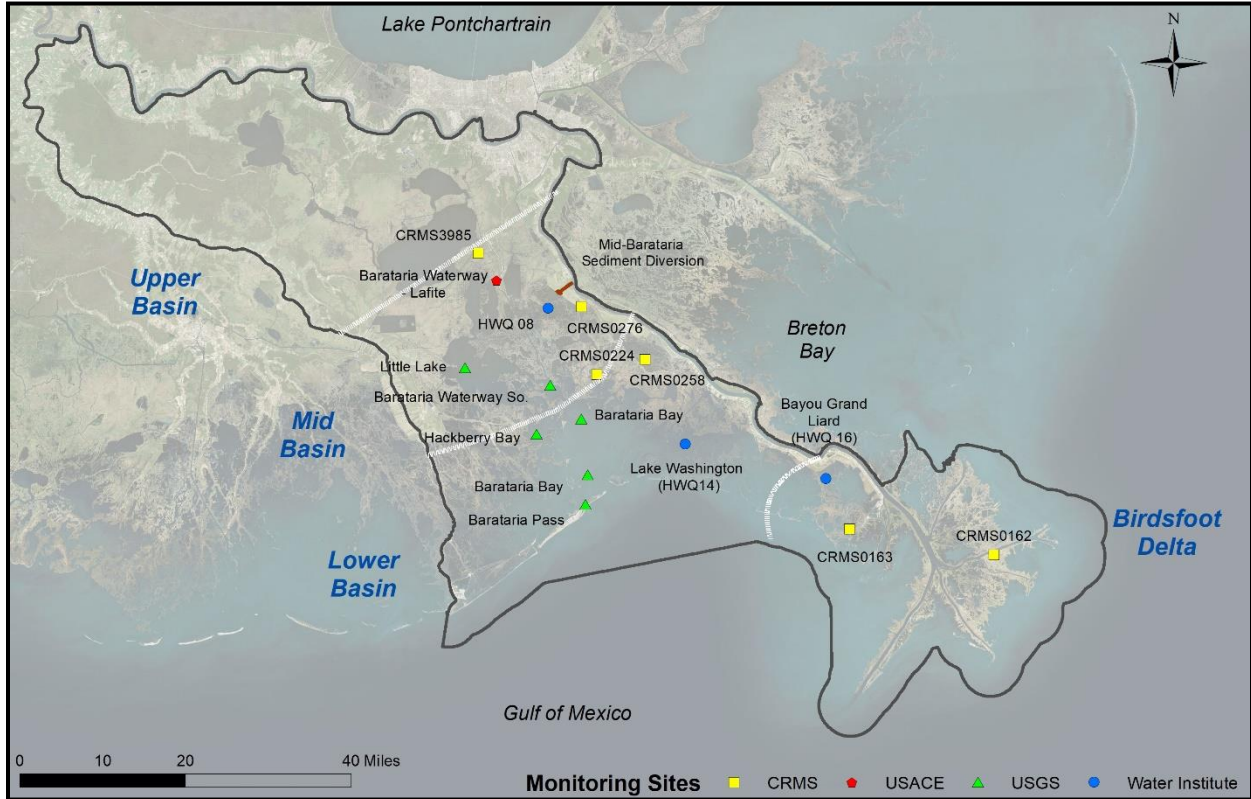 Lake Pontchartrain
N
CRMS3985
Mid-Barataria
Sediment Diversion
Barataria Waterway
- Lafite
Upper
Basin
HWQ 08
CRMS0276
Breton
Bay
CRMS0224
Little Lake
CRMS0258
Barataria Waterway So.
Bayou Grand
Liard
(HWQ 16)
Mid
Basin
Barataria Bay
Hackberry Bay
Lake Washington
(HWQ14)
Barataria Bay
Barataria Pass
Birdsfoot
Delta
CRMS0162
CRMS0163
Lower
Basin
Gulf of Mexico
0 10 20 40 Miles
Monitoring Sites CRMS USACE USGS Water Institute